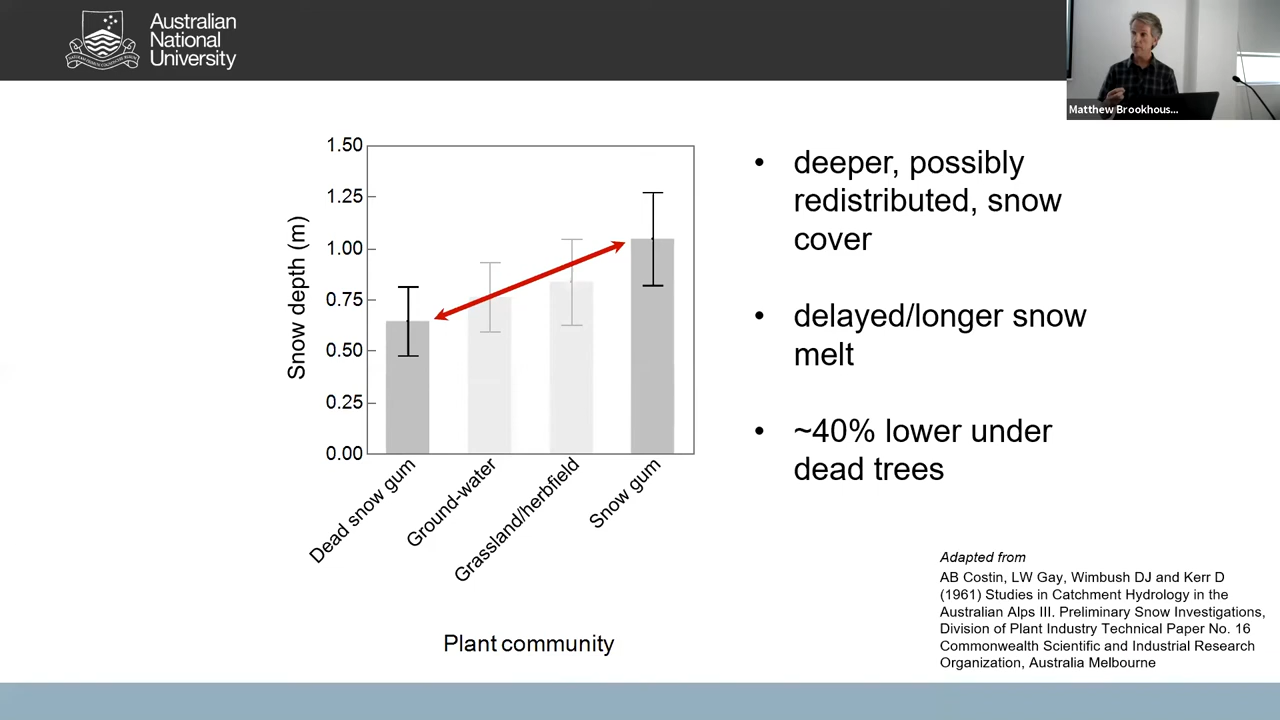 Australian
National
University
Matthew Brookhous...
1.50
1.25
1.00
0.75
0.50
0.25
0.00
Snow depth (m)
Dead snow gum
Ground-water
Grassland/herbfield
Snow gum
Plant community
• deeper, possibly
redistributed, snow
cover
• delayed/longer snow
melt
• ~40% lower under
dead trees
Adapted from
AB Costin, LW Gay, Wimbush DJ and Kerr D
(1961) Studies in Catchment Hydrology in the
Australian Alps III. Preliminary Snow Investigations,
Division of Plant Industry Technical Paper No. 16
Commonwealth Scientific and Industrial Research
Organization, Australia Melbourne